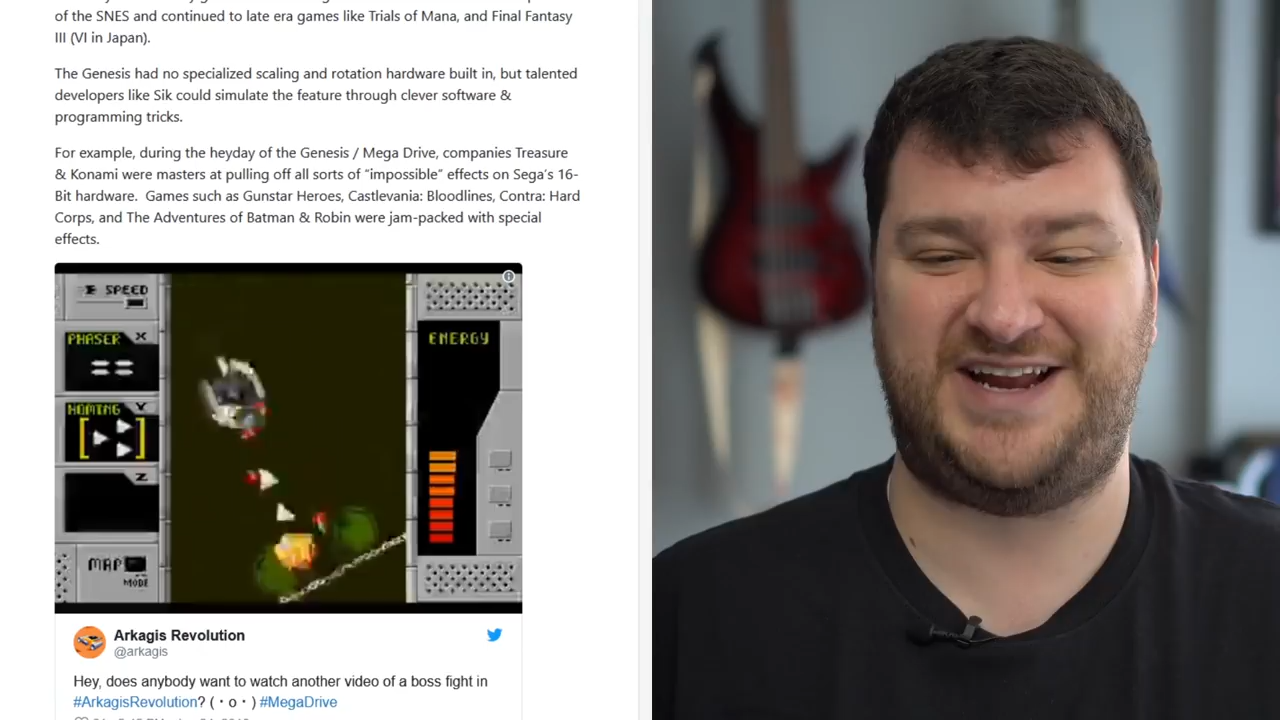 of the SNES and continued to late era games like Trials of Mana, and Final Fantasy
III (VI in Japan).
The Genesis had no specialized scaling and rotation hardware built in, but talented
developers like Sik could simulate the feature through clever software &
programming tricks.
For example, during the heyday of the Genesis / Mega Drive, companies Treasure
& Konami were masters at pulling off all sorts of “impossible” effects on Sega’s 16-
Bit hardware.  Games such as Gunstar Heroes, Castlevania: Bloodlines, Contra: Hard
Corps, and The Adventures of Batman & Robin were jam-packed with special
effects.
SPEED
PHASER X
ENERGY
HOMING Y
Z
MAP
MODE
Arkagis Revolution
@arkagis
Hey, does anybody want to watch another video of a boss fight in
#ArkagisRevolution? ( · o · ) #MegaDrive